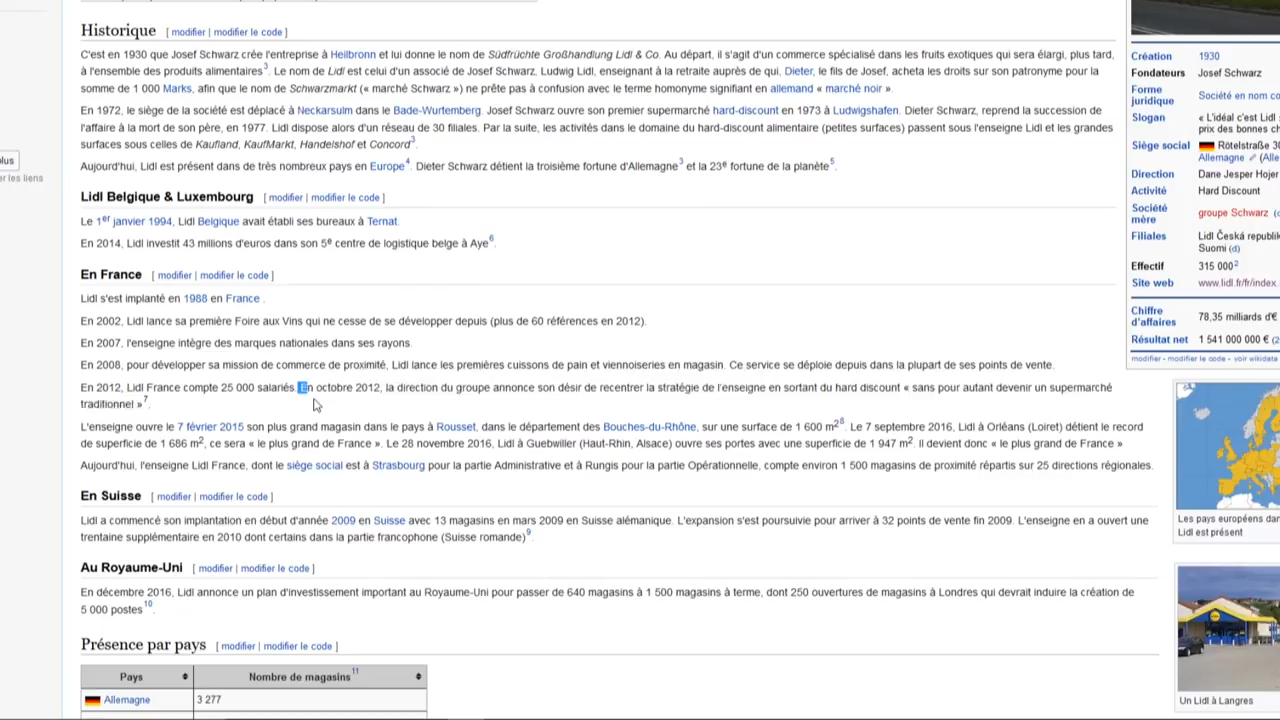 Historique [ modifier | modifier le code ]
C'est en 1930 que Josef Schwarz crée l'entreprise à Heilbronn et lui donne le nom de Südfrüchte Großhandlung Lidl & Co. Au départ, il s'agit d'un commerce spécialisé dans les fruits exotiques qui sera élargi, plus tard,
à l'ensemble des produits alimentaires3. Le nom de Lidl est celui d'un associé de Josef Schwarz, Ludwig Lidl, enseignant à la retraite auprès de qui, Dieter, le fils de Josef, acheta les droits sur son patronyme pour la
somme de 1 000 Marks, afin que le nom de Schwarzmarkt (« marché Schwarz ») ne prête pas à confusion avec le terme homonyme signifiant en allemand « marché noir ».
En 1972, le siège de la société est déplacé à Neckarsulm dans le Bade-Wurtemberg. Josef Schwarz ouvre son premier supermarché hard-discount en 1973 à Ludwigshafen. Dieter Schwarz, reprend la succession de
l'affaire à la mort de son père, en 1977. Lidl dispose alors d'un réseau de 30 filiales. Par la suite, les activités dans le domaine du hard-discount alimentaire (petites surfaces) passent sous l'enseigne Lidl et les grandes
surfaces sous celles de Kaufland, KaufMarkt, Handelshof et Concord3.
Aujourd'hui, Lidl est présent dans de très nombreux pays en Europe4. Dieter Schwarz détient la troisième fortune d'Allemagne3 et la 23e fortune de la planète5.
plus
er les liens
Lidl Belgique & Luxembourg [ modifier | modifier le code ]
Le 1er janvier 1994, Lidl Belgique avait établi ses bureaux à Ternat.
En 2014, Lidl investit 43 millions d'euros dans son 5e centre de logistique belge à Aye6.
En France [ modifier | modifier le code ]
Lidl s'est implanté en 1988 en France .
En 2002, Lidl lance sa première Foire aux Vins qui ne cesse de se développer depuis (plus de 60 références en 2012).
En 2007, l'enseigne intègre des marques nationales dans ses rayons.
En 2008, pour développer sa mission de commerce de proximité, Lidl lance les premières cuissons de pain et viennoiseries en magasin. Ce service se déploie depuis dans la plupart de ses points de vente.
En 2012, Lidl France compte 25 000 salariés. En octobre 2012, la direction du groupe annonce son désir de recentrer la stratégie de l'enseigne en sortant du hard discount « sans pour autant devenir un supermarché
traditionnel »7.
L'enseigne ouvre le 7 février 2015 son plus grand magasin dans le pays à Rousset, dans le département des Bouches-du-Rhône, sur une surface de 1 600 m28. Le 7 septembre 2016, Lidl à Orléans (Loiret) détient le record
de superficie de 1 686 m2, ce sera « le plus grand de France ». Le 28 novembre 2016, Lidl à Guebwiller (Haut-Rhin, Alsace) ouvre ses portes avec une superficie de 1 947 m2. Il devient donc « le plus grand de France »
Aujourd'hui, l'enseigne Lidl France, dont le siège social est à Strasbourg pour la partie Administrative et à Rungis pour la partie Opérationnelle, compte environ 1 500 magasins de proximité répartis sur 25 directions régionales.
En Suisse [ modifier | modifier le code ]
Lidl a commencé son implantation en début d'année 2009 en Suisse avec 13 magasins en mars 2009 en Suisse alémanique. L'expansion s'est poursuivie pour arriver à 32 points de vente fin 2009. L'enseigne en a ouvert une
trentaine supplémentaire en 2010 dont certains dans la partie francophone (Suisse romande)9.
Au Royaume-Uni [ modifier | modifier le code ]
En décembre 2016, Lidl annonce un plan d'investissement important au Royaume-Uni pour passer de 640 magasins à 1 500 magasins à terme, dont 250 ouvertures de magasins à Londres qui devrait induire la création de
5 000 postes10.
Présence par pays [ modifier | modifier le code ]
Pays Nombre de magasins11
Allemagne 3 277
Création 1930
Fondateurs Josef Schwarz
Forme juridique Société en nom co
Slogan « L'idéal c'est Lidl
prix des bonnes ch
Siège social Rötelstraße 30
Allemagne (Alle
Direction Dane Jesper Hojer
Activité Hard Discount
Société mère groupe Schwarz (
Filiales Lidl Česká republik
Suomi (d)
Effectif 315 0002
Site web www.lidl.fr/fr/index.
Chiffre d'affaires 78,35 milliards d'€
Résultat net 1 541 000 000 € (2
modifier - modifier le code - voir wikidata
Les pays européens dan
Lidl est présent
Un Lidl à Langres